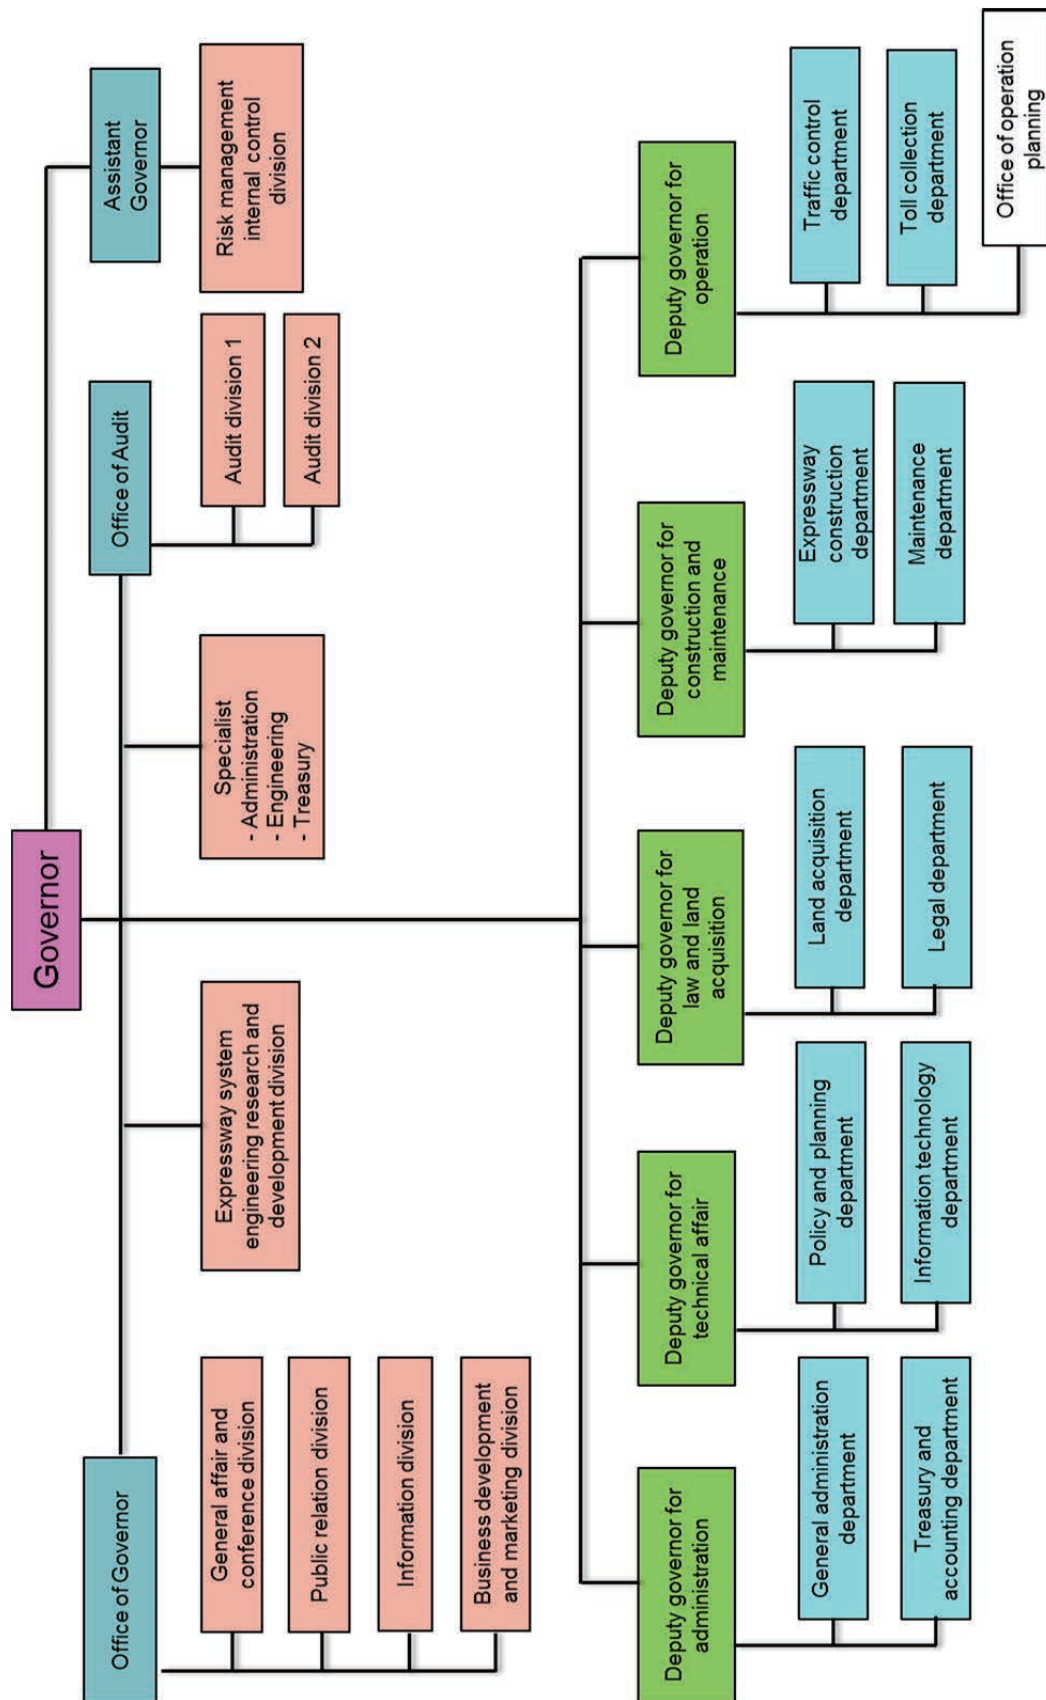 Governor
Office of Governor
General affair and
conference division
Public relation division
Information division
Business development
and marketing division
Expressway system
engineering research and
development division
Specialist
- Administration
- Engineering
- Treasury
Office of Audit
Audit division 1
Audit division 2
Assistant
Governor
Risk management
internal control
division
Deputy governor for
administration
General administration
department
Treasury and
accounting department
Deputy governor for
technical affair
Policy and planning
department
Information technology
department
Deputy governor for
law and land
acquisition
Land acquisition
department
Legal department
Deputy governor for
construction and
maintenance
Expressway
construction
department
Maintenance
department
Deputy governor for
operation
Traffic control
department
Toll collection
department
Office of operation
planning